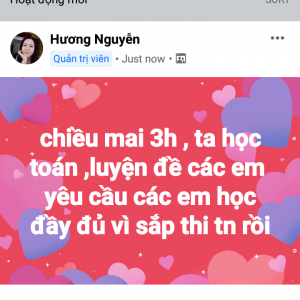 Hoạt động mới
SORT
Hương Nguyễn
Quản trị viên • Just now •
chiều mai 3h , ta học
toán ,luyện đề các em
yêu cầu các em học
đầy đủ vì sắp thi tn rồi